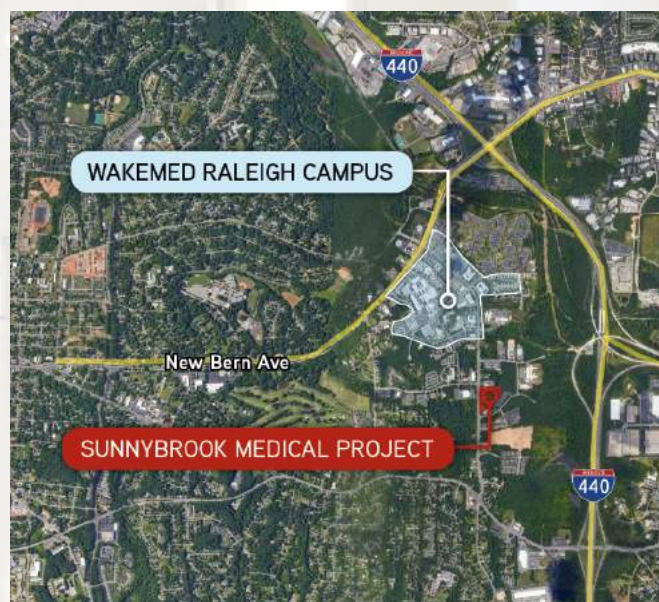 440
WAKEMED RALEIGH CAMPUS
New Bern Ave
SUNNYBROOK MEDICAL PROJECT
440